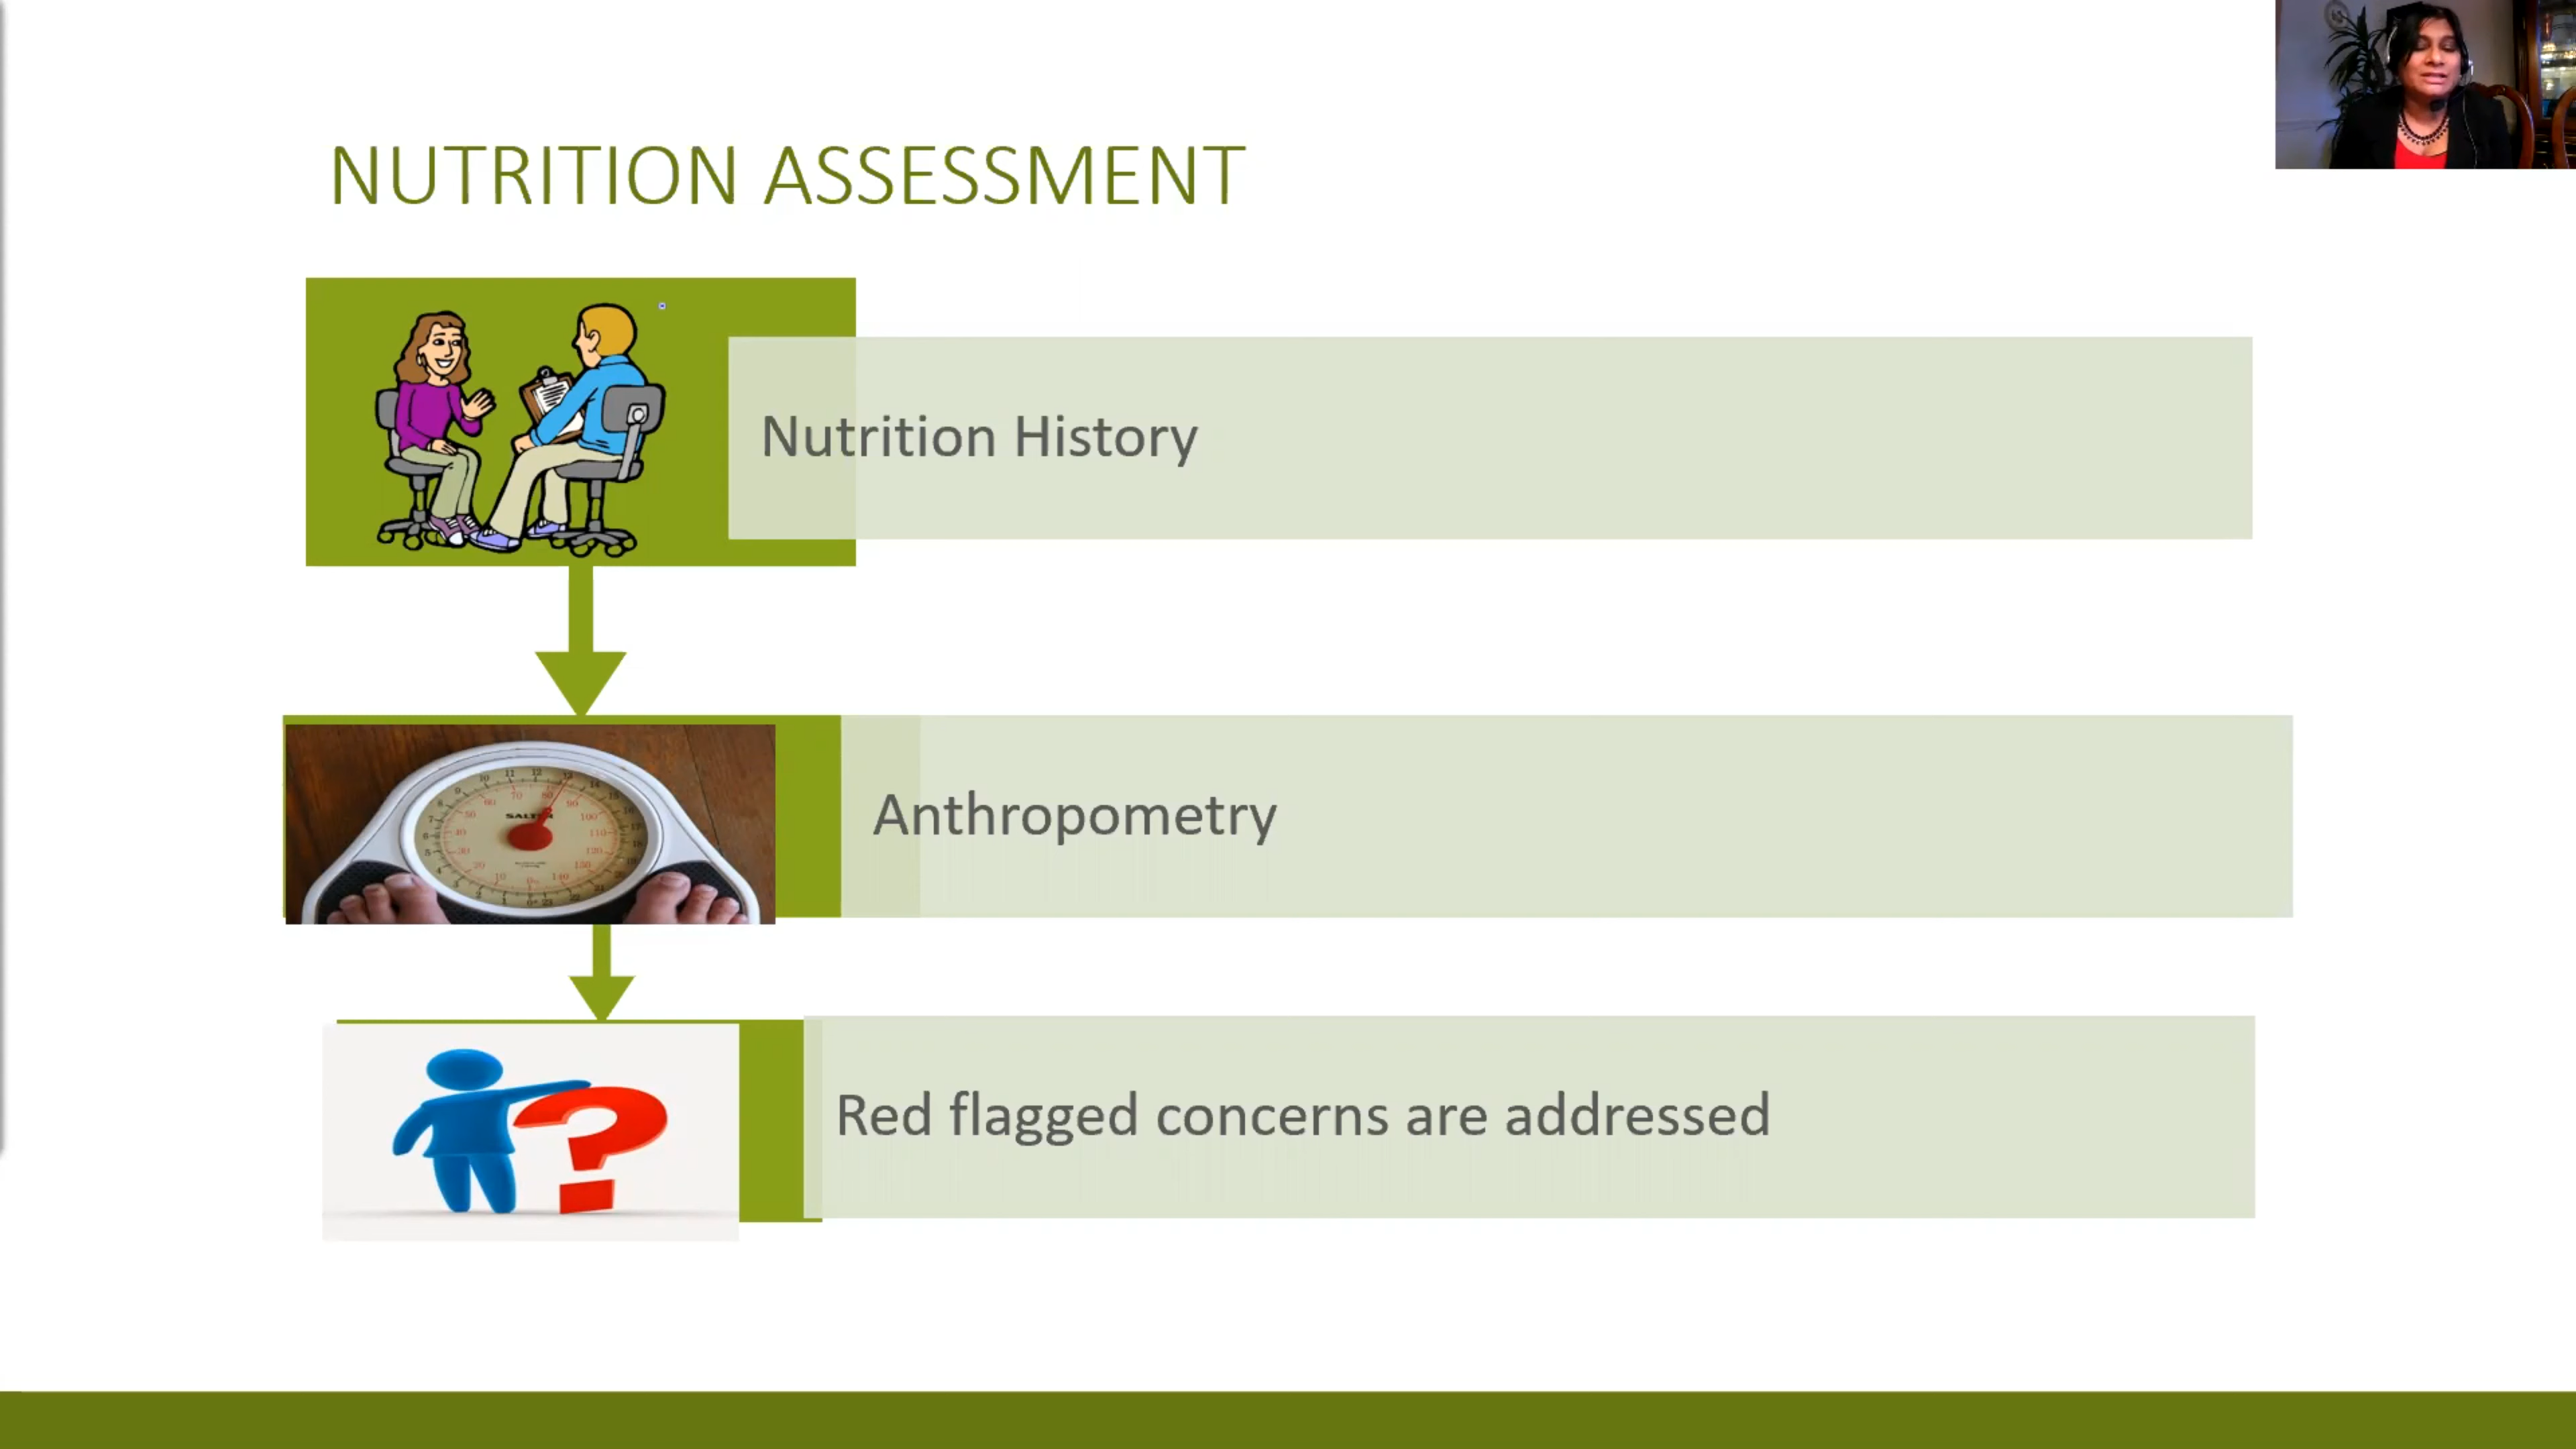 NUTRITION ASSESSMENT
Nutrition History
Anthropometry
Red flagged concerns are addressed